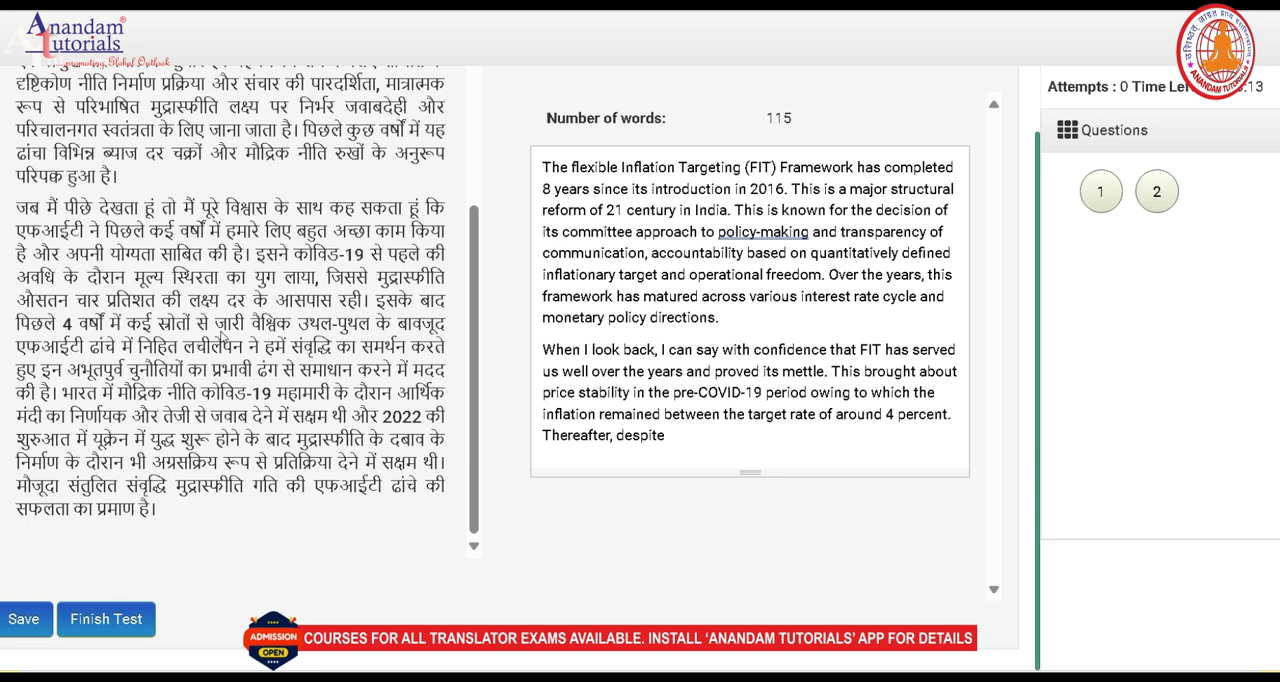 Anandam
Tutorials
promoting, Global Outlook
दृष्टिकोण नीति निर्माण प्रक्रिया और संचार की पारदर्शिता, मात्रात्मक
रूप से परिभाषित मुद्रास्फीति लक्ष्य पर निर्भर जवाबदेही और
परिचालनगत स्वतंत्रता के लिए जाना जाता है। पिछले कुछ वर्षों में यह
ढांचा विभिन्न ब्याज दर चक्रों और मौद्रिक नीति रुखों के अनुरूप
परिपक्व हुआ है।
जब मैं पीछे देखता हूं तो मैं पूरे विश्वास के साथ कह सकता हूं कि
एफआईटी ने पिछले कई वर्षों में हमारे लिए बहुत अच्छा काम किया
है और अपनी योग्यता साबित की है। इसने कोविड-19 से पहले की
अवधि के दौरान मूल्य स्थिरता का युग लाया, जिससे मुद्रास्फीति
औसतन चार प्रतिशत की लक्ष्य दर के आसपास रही। इसके बाद
पिछले 4 वर्षों में कई स्रोतों से जारी वैश्विक उथल-पुथल के बावजूद
एफआईटी ढांचे में निहित लचीलेपन ने हमें संवृद्धि का समर्थन करते
हुए इन अभूतपुर्व चुनौतियों का प्रभावी ढंग से समाधान करने में मदद
की है। भारत में मौद्रिक नीति कोविड-19 महामारी के दौरान आर्थिक
मंदी का निर्णायक और तेजी से जवाब देने में सक्षम थी और 2022 की
शुरुआत में यूक्रेन में युद्ध शुरू होने के बाद मुद्रास्फीति के दबाव के
निर्माण के दौरान भी अग्रसक्रिय रूप से प्रतिक्रिया देने में सक्षम थी।
मौजूदा संतुलित संवृद्धि मुद्रास्फीति गति की एफआईटी ढांचे की
सफलता का प्रमाण है।
Save
Finish Test
Number of words: 115
The flexible Inflation Targeting (FIT) Framework has completed
8 years since its introduction in 2016. This is a major structural
reform of 21 century in India. This is known for the decision of
its committee approach to policy-making and transparency of
communication, accountability based on quantitatively defined
inflationary target and operational freedom. Over the years, this
framework has matured across various interest rate cycle and
monetary policy directions.
When I look back, I can say with confidence that FIT has served
us well over the years and proved its mettle. This brought about
price stability in the pre-COVID-19 period owing to which the
inflation remained between the target rate of around 4 percent.
Thereafter, despite
Attempts : 0 Time Le
:13
Questions
1 2
ANANDAM TUTORIALS
ADMISSION
OPEN
COURSES FOR ALL TRANSLATOR EXAMS AVAILABLE. INSTALL 'ANANDAM TUTORIALS' APP FOR DETAILS